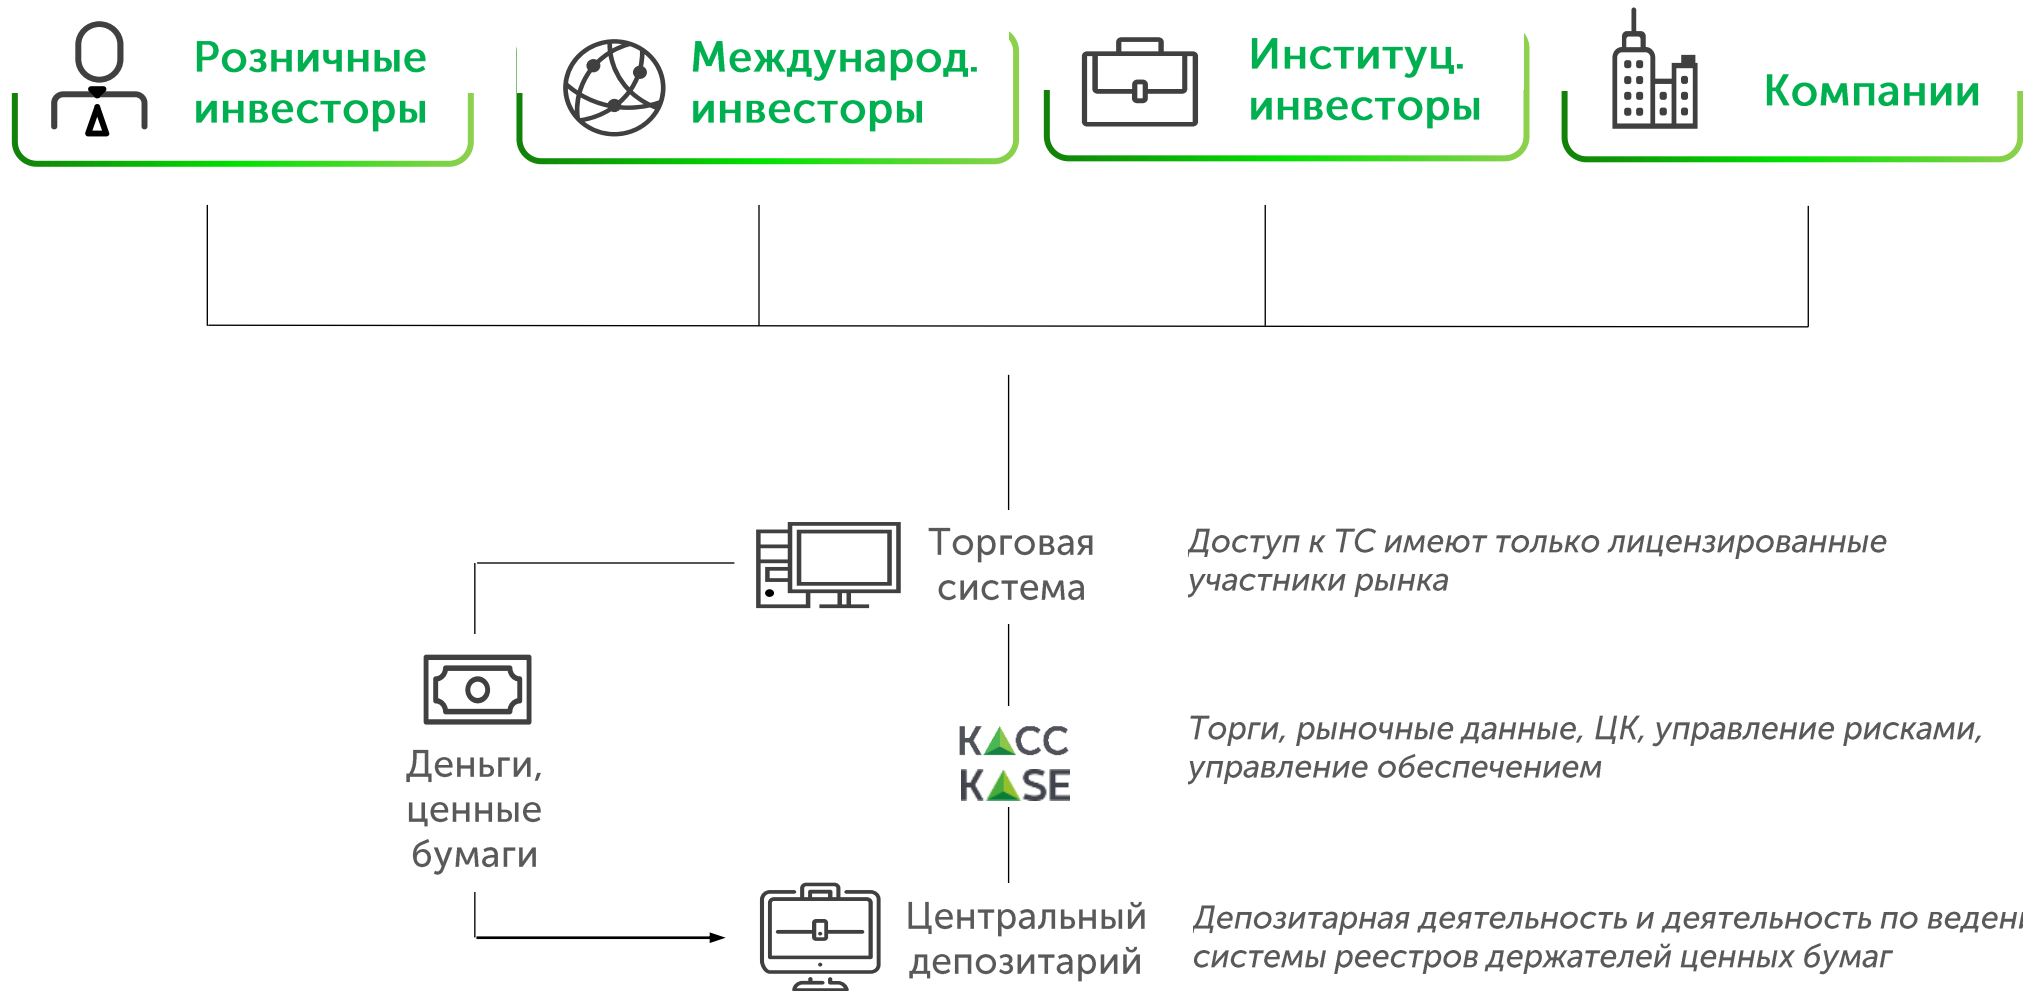 Розничные
инвесторы
Международ.
инвесторы
Институц.
инвесторы
Компании
Торговая
система
Доступ к ТС имеют только лицензированные
участники рынка
Деньги,
ценные
бумаги
KACC
KASE
Торги, рыночные данные, ЦК, управление рисками,
управление обеспечением
Центральный
депозитарий
Депозитарная деятельность и деятельность по
системы реестров держателей ценных бумаг